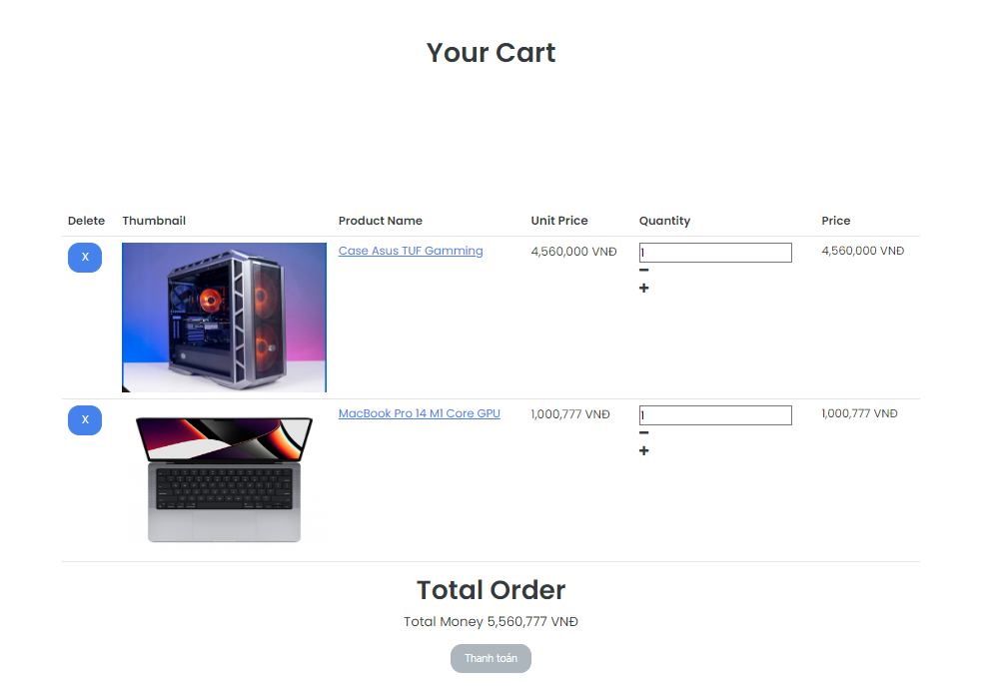 Your Cart
Delete Thumbnail Product Name Unit Price Quantity Price
X Case Asus TUF Gamming 4,560,000 VNĐ 1 4,560,000 VNĐ
X MacBook Pro 14 M1 Core GPU 1,000,777 VNĐ 1 1,000,777 VNĐ
Total Order
Total Money 5,560,777 VNĐ
Thanh toán